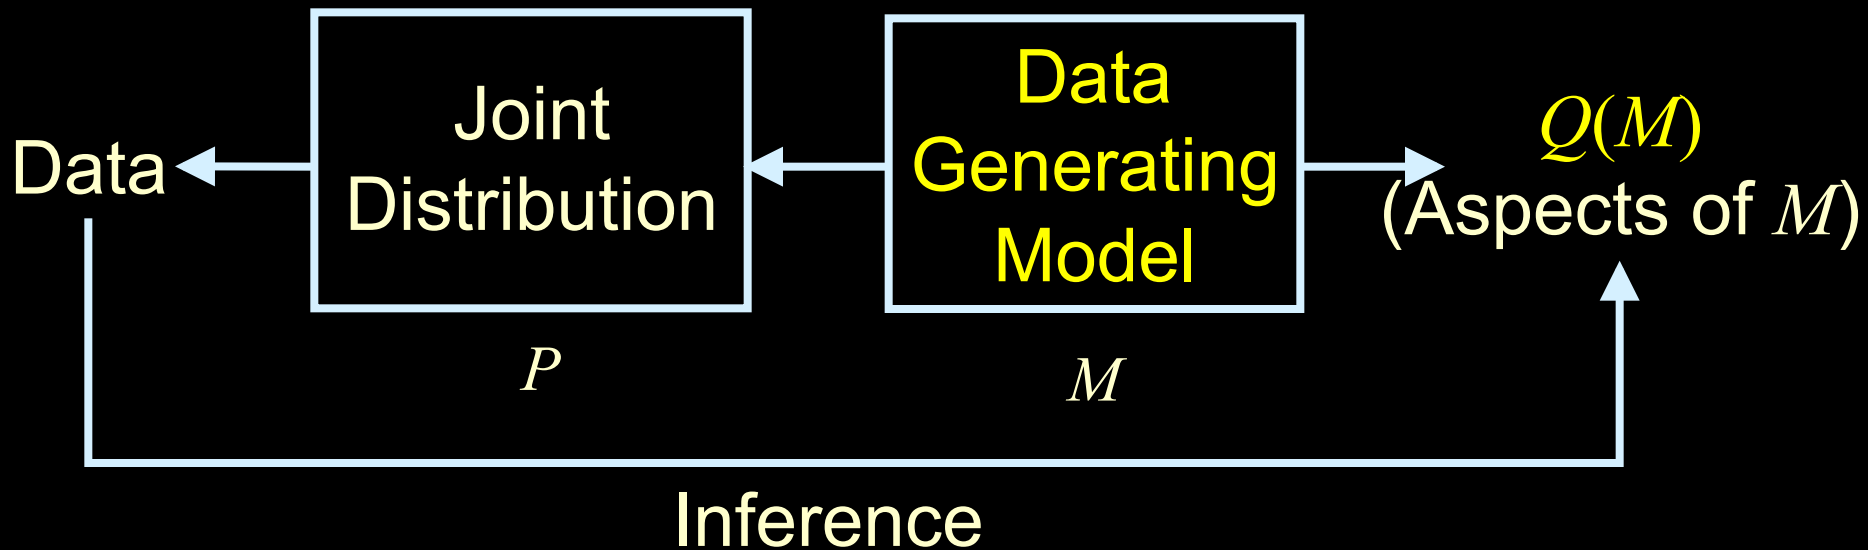 Data
Joint
Distribution
P
Data
Generating
Model
M
Q(M)
(Aspects of M)
Inference